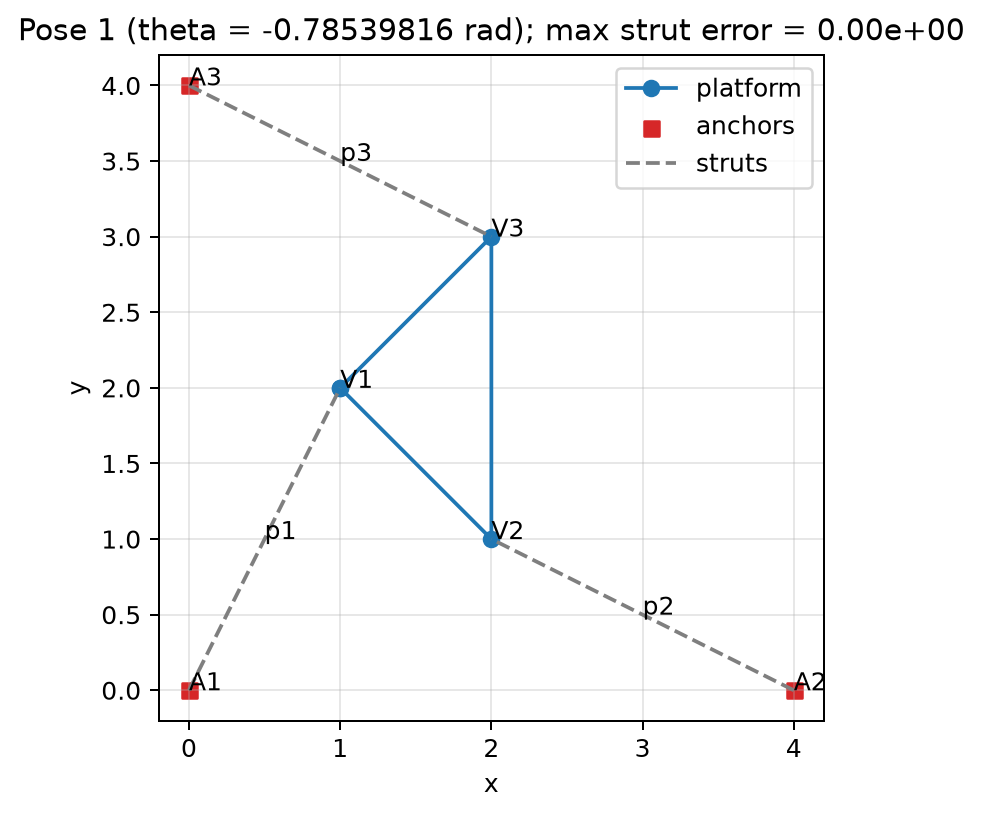 Pose 1 (theta = -0.78539816 rad); max strut error = 0.00e+00
platform
anchors
struts
A3
p3
V3
V1
p1
V2
p2
A1
A2
4.0
3.5
3.0
2.5
2.0
1.5
1.0
0.5
0.0
y
0 1 2 3 4
x